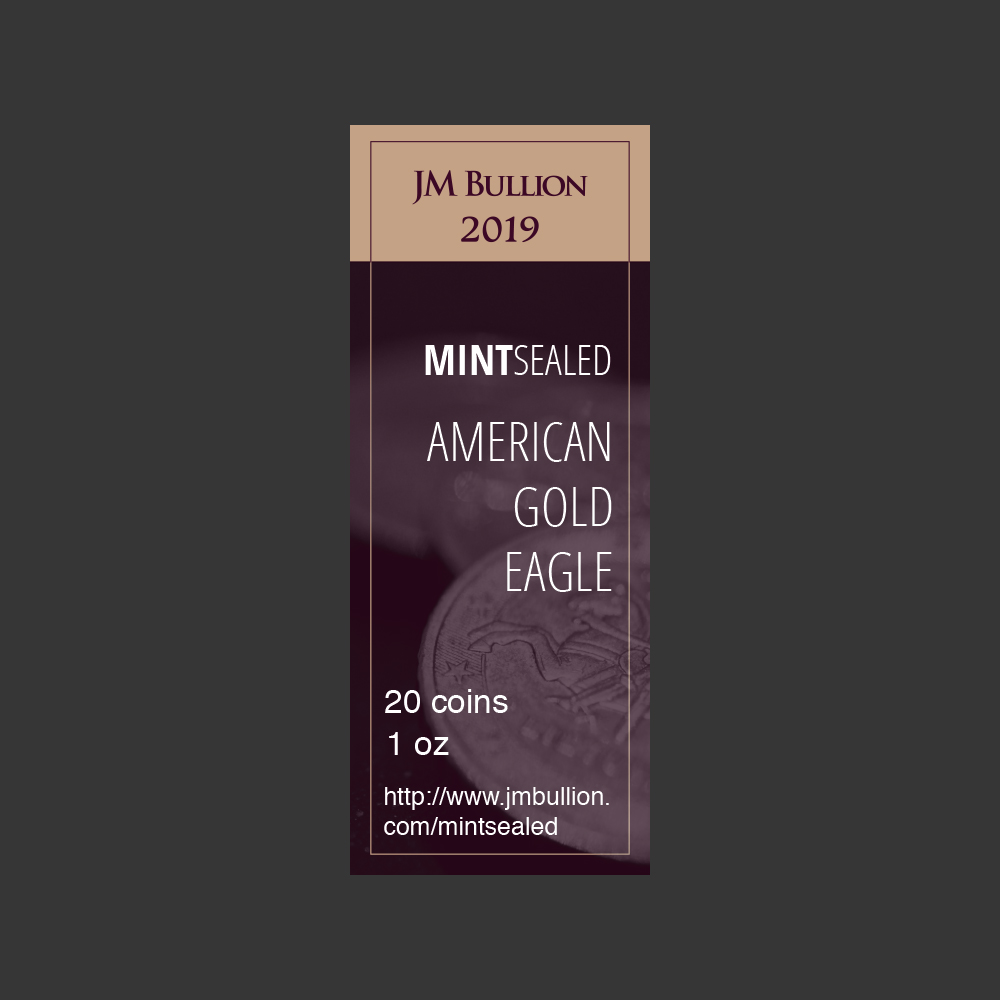 JM BULLION
2019
MINTSEALED
AMERICAN
GOLD
EAGLE
20 coins
1 oz
http://www.jmbullion.
com/mintsealed